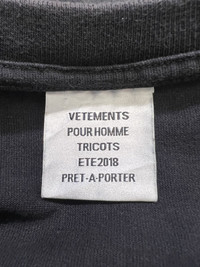 VETEMENTS
POUR HOMME
TRICOTS
ETE2018
PRET-A-PORTER